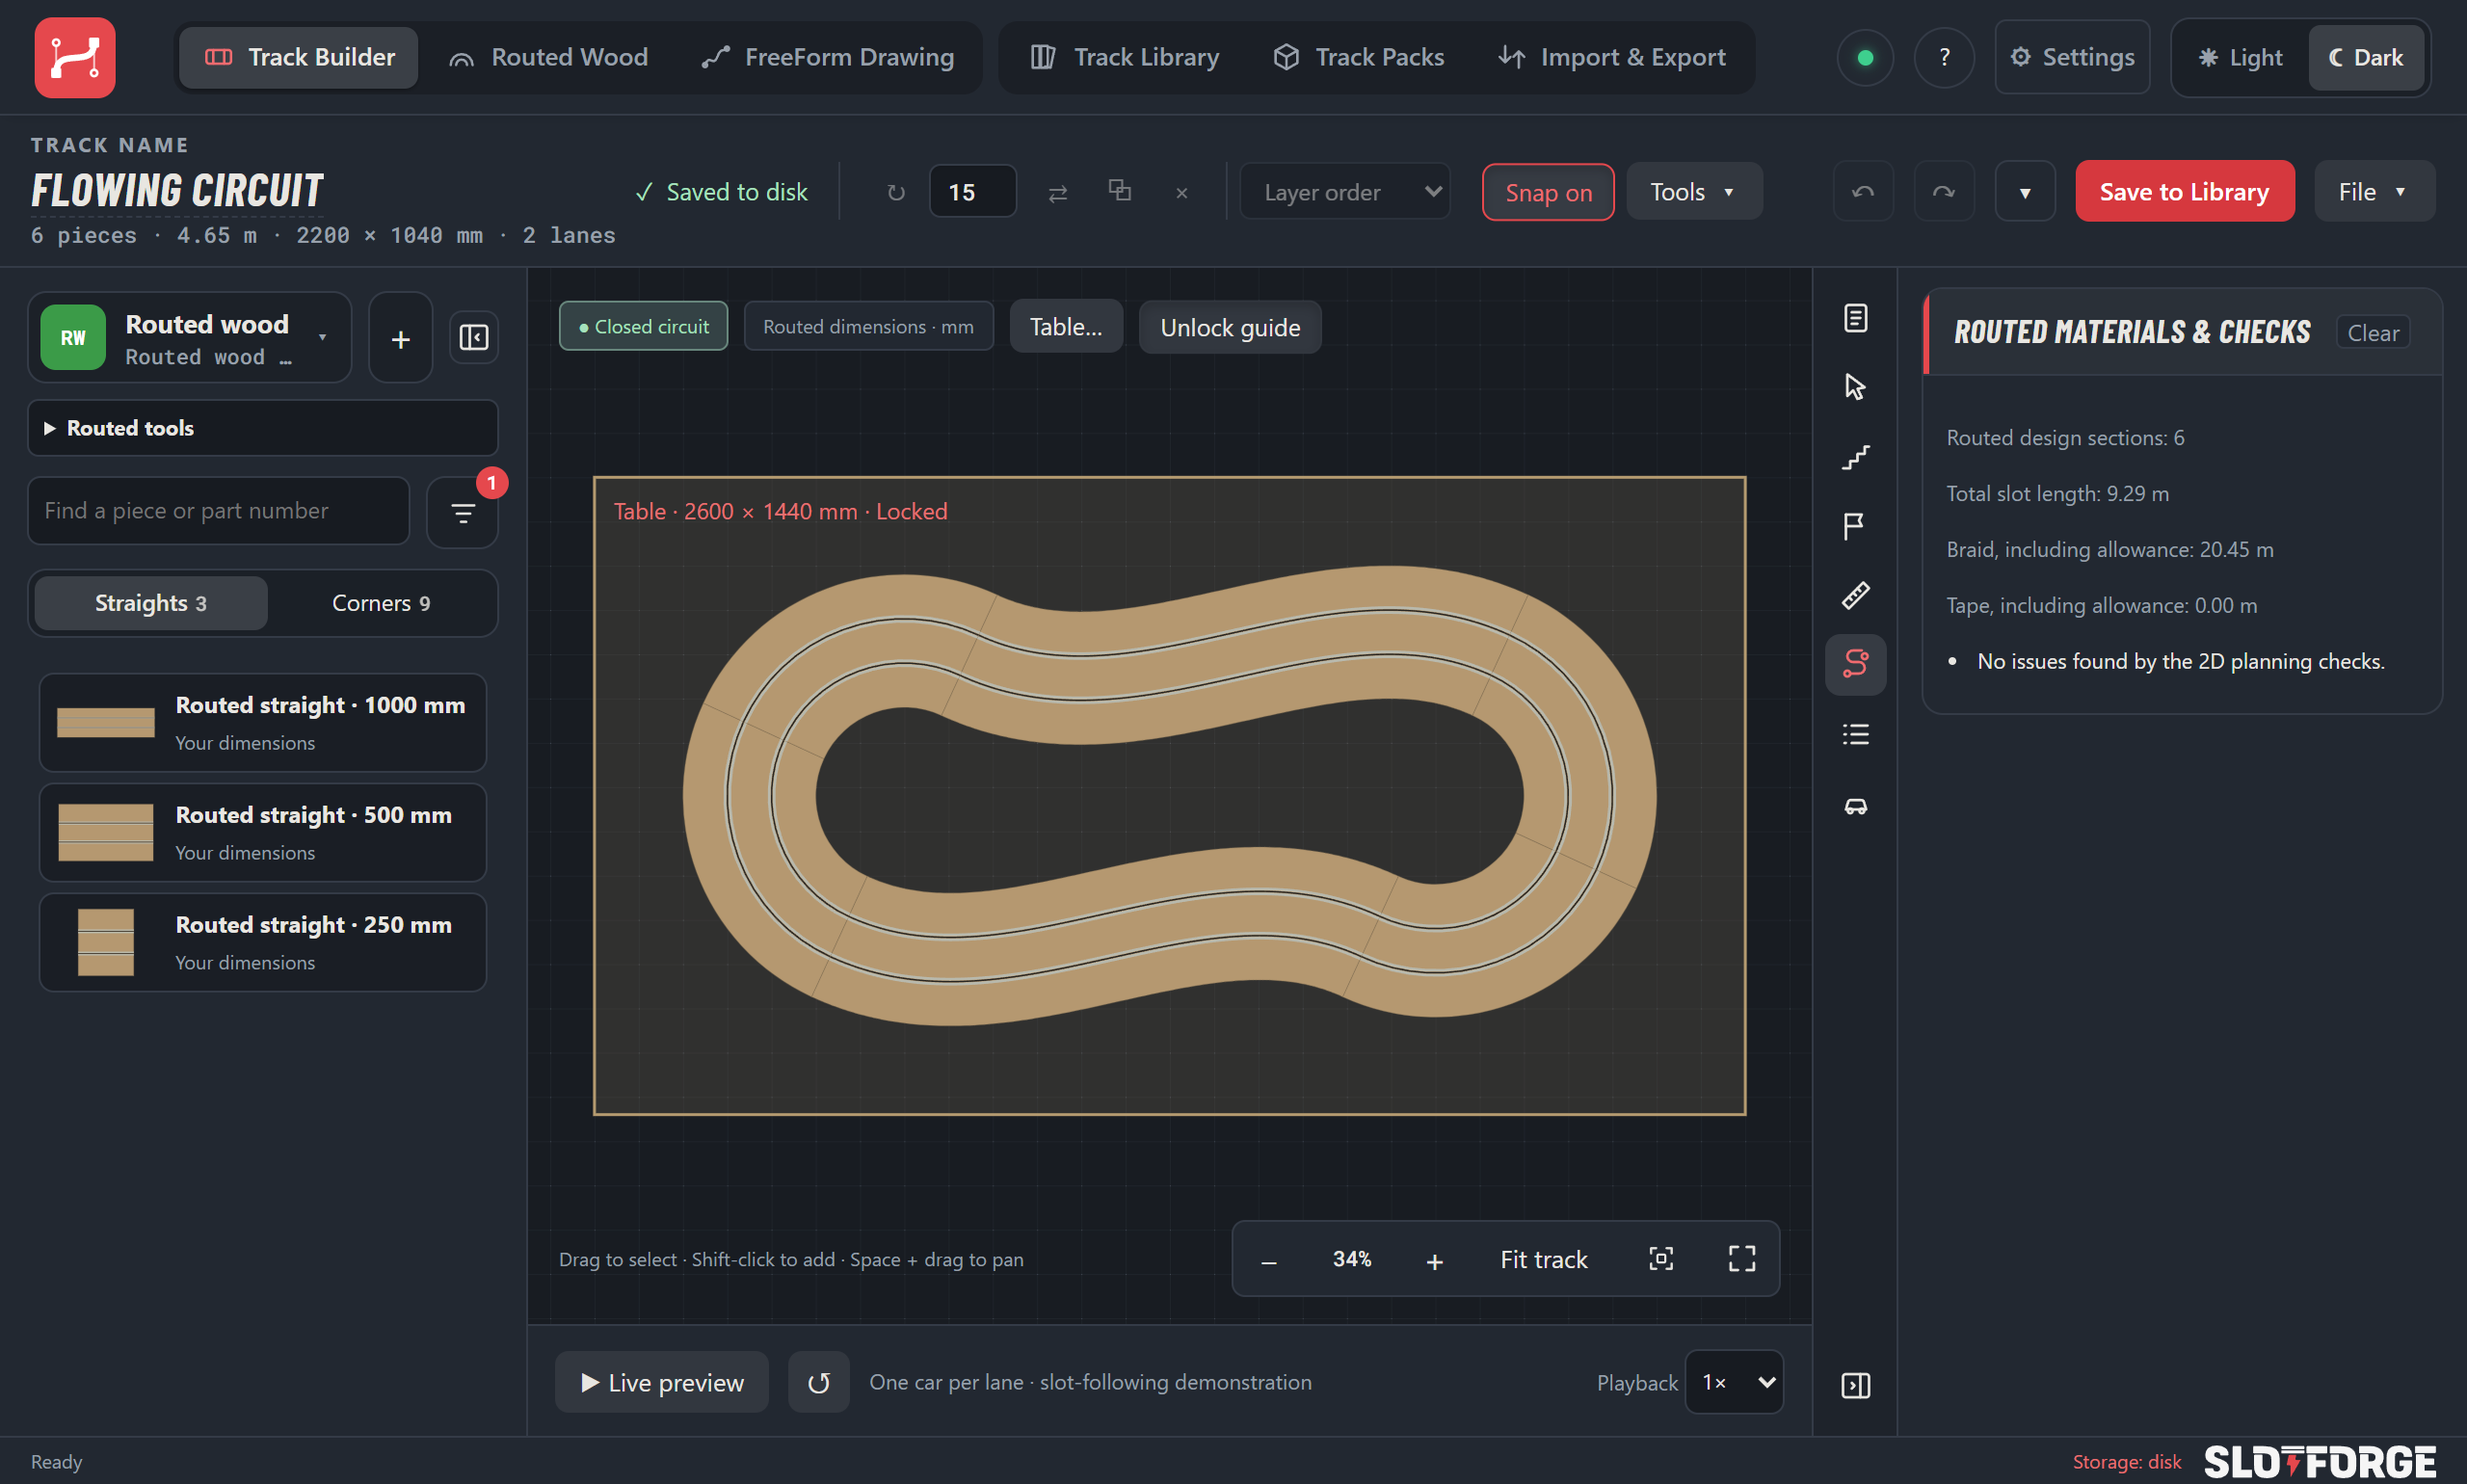 Track Builder
Routed Wood
FreeForm Drawing
Track Library
Track Packs
Import & Export
?
Settings
Light
Dark
TRACK NAME
FLOWING CIRCUIT
6 pieces · 4.65 m · 2200 × 1040 mm · 2 lanes
✓ Saved to disk
15
Layer order
Snap on
Tools
Save to Library
File
RW
Routed wood
Routed wood …
+
Routed tools
Find a piece or part number
1
Straights 3
Corners 9
Routed straight · 1000 mm
Your dimensions
Routed straight · 500 mm
Your dimensions
Routed straight · 250 mm
Your dimensions
Closed circuit
Routed dimensions · mm
Table...
Unlock guide
Table · 2600 × 1440 mm · Locked
Drag to select · Shift-click to add · Space + drag to pan
– 34% + Fit track
Live preview
One car per lane · slot-following demonstration
Playback 1×
ROUTED MATERIALS & CHECKS
Clear
Routed design sections: 6
Total slot length: 9.29 m
Braid, including allowance: 20.45 m
Tape, including allowance: 0.00 m
• No issues found by the 2D planning checks.
Ready
Storage: disk
SLOTFORGE